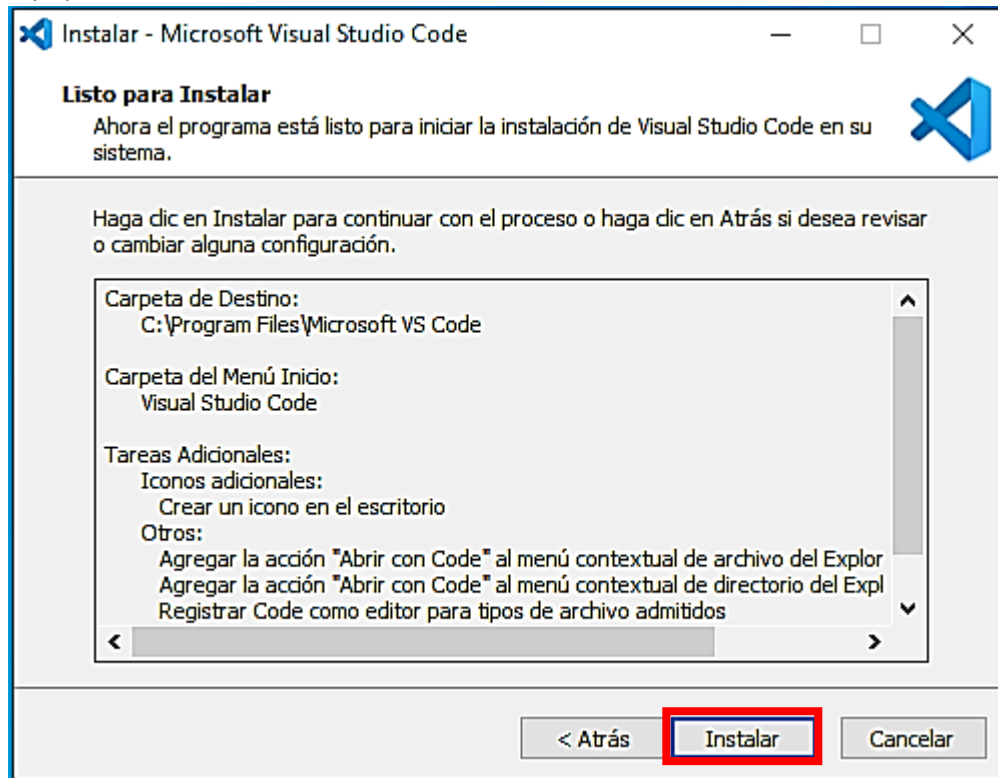 Instalar - Microsoft Visual Studio Code
Listo para Instalar
Ahora el programa está listo para iniciar la instalación de Visual Studio Code en su
sistema.
Haga clic en Instalar para continuar con el proceso o haga clic en Atrás si desea revisar
o cambiar alguna configuración.
Carpeta de Destino:
C:\Program Files\Microsoft VS Code
Carpeta del Menú Inicio:
Visual Studio Code
Tareas Adicionales:
Iconos adicionales:
Crear un icono en el escritorio
Otros:
Agregar la acción "Abrir con Code" al menú contextual de archivo del Explor
Agregar la acción "Abrir con Code" al menú contextual de directorio del Expl
Registrar Code como editor para tipos de archivo admitidos
< Atrás
Instalar
Cancelar